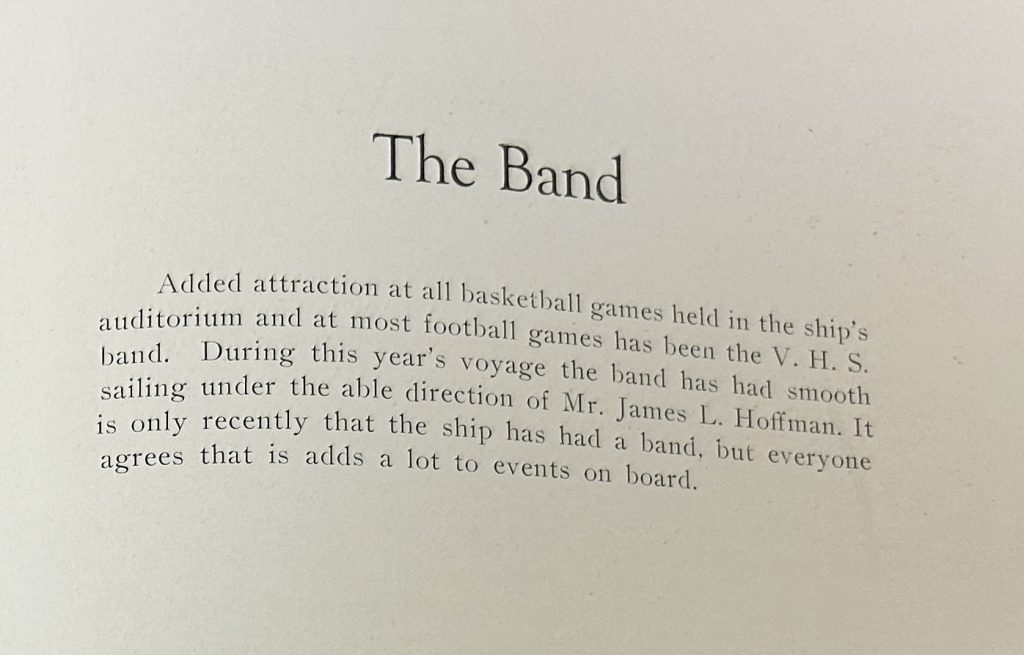 The Band
Added attraction at all basketball games held in the ship's
auditorium and at most football games has been the V. H. S.
band. During this year's voyage the band has had smooth
sailing under the able direction of Mr. James L. Hoffman. It
is only recently that the ship has had a band, but everyone
agrees that is adds a lot to events on board.